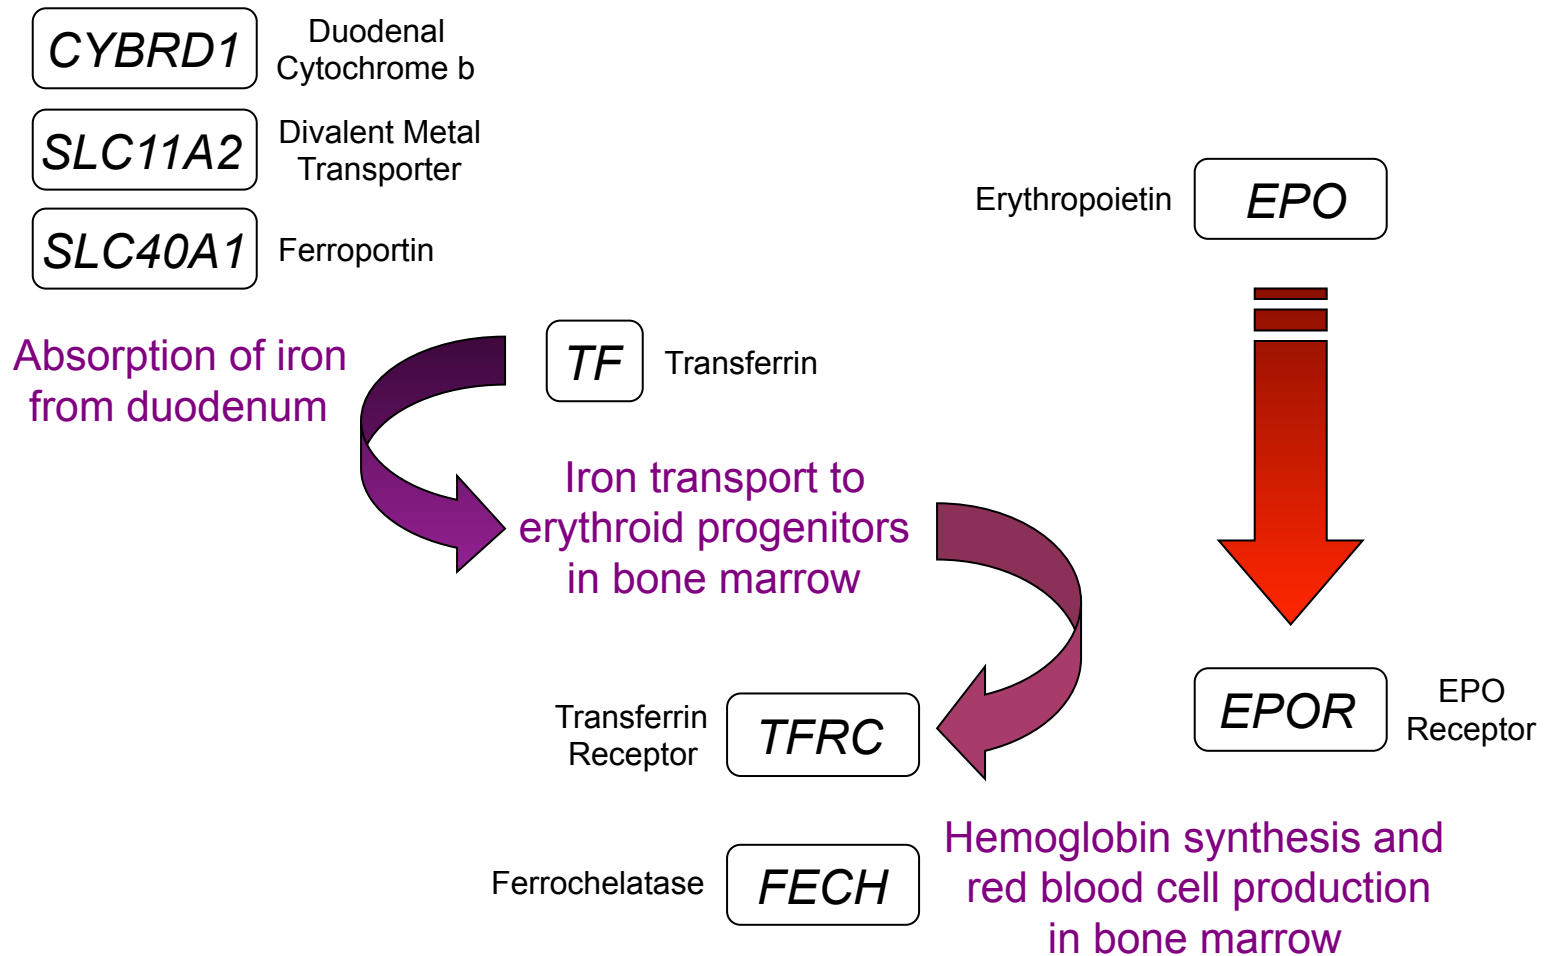 CYBRD1
Duodenal
Cytochrome b
SLC11A2
Divalent Metal
Transporter
SLC40A1
Ferroportin
Erythropoietin
EPO
Absorption of iron
from duodenum
TF
Transferrin
Iron transport to
erythroid progenitors
in bone marrow
Transferrin
Receptor
TFRC
EPOR
EPO
Receptor
Ferrochelatase
FECH
Hemoglobin synthesis and
red blood cell production
in bone marrow